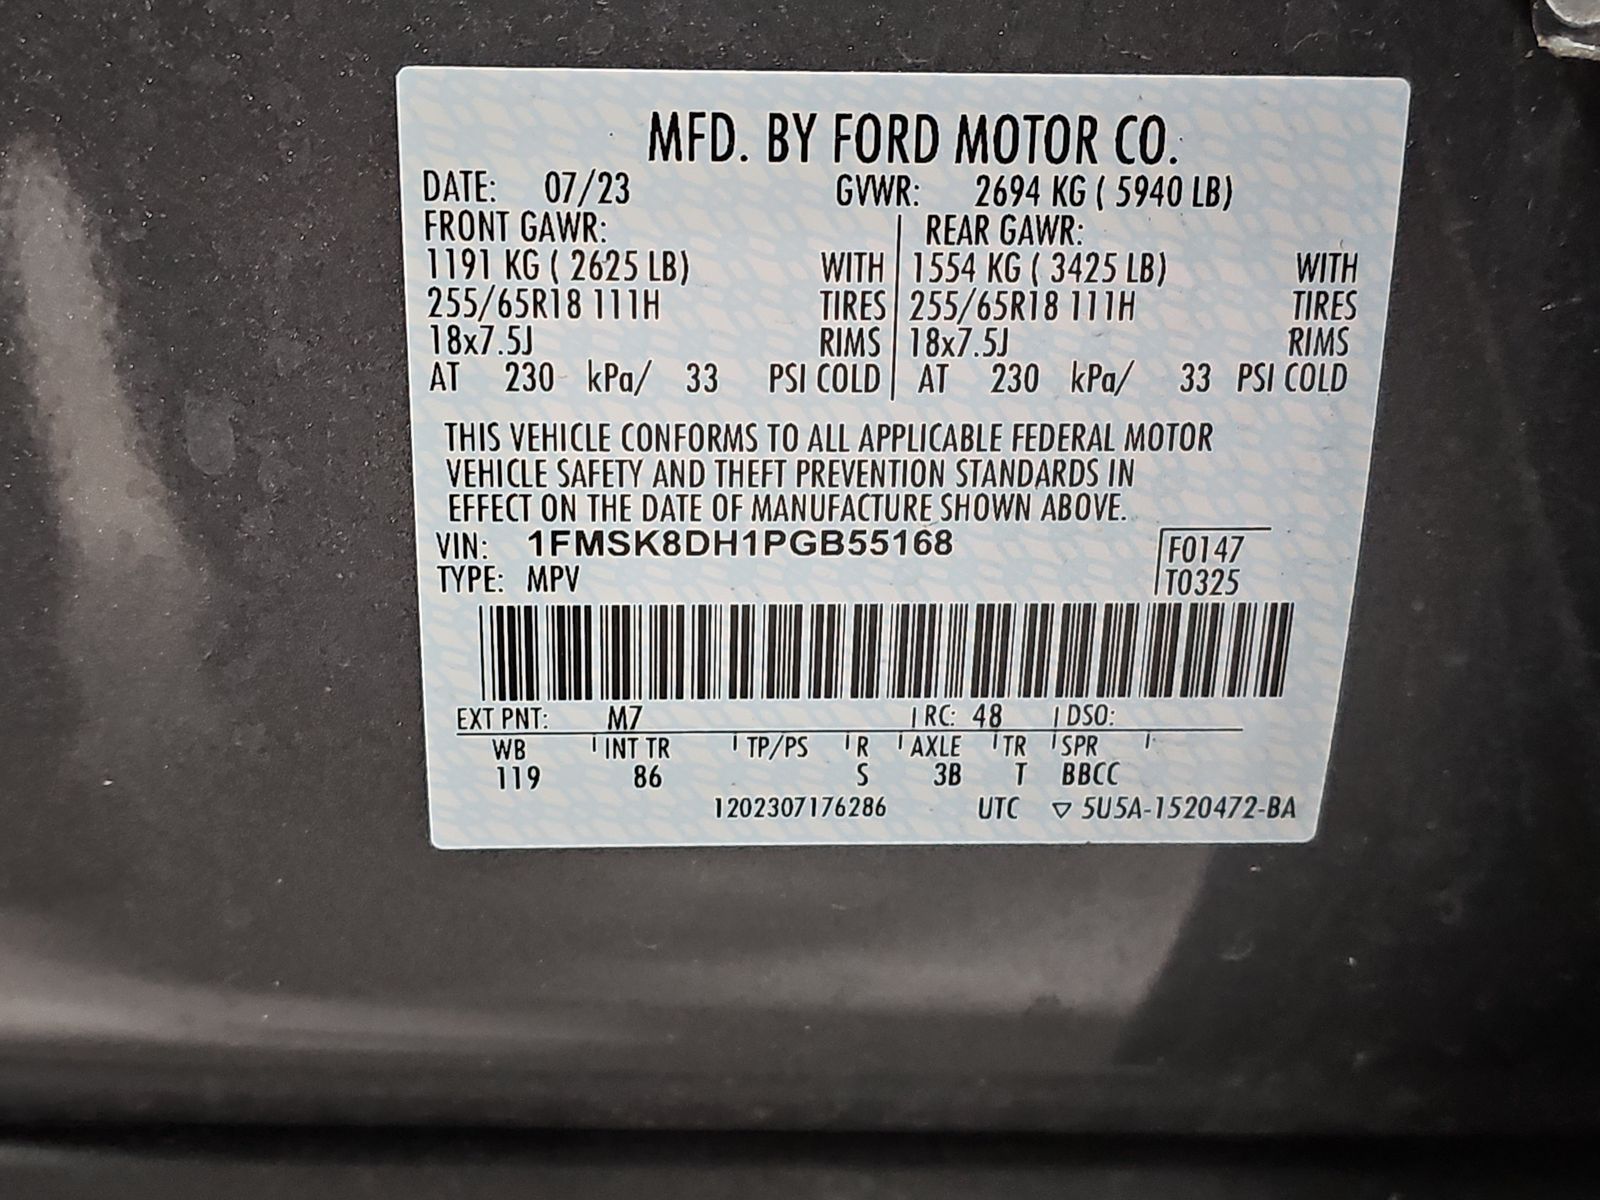 MFD. BY FORD MOTOR CO.
DATE: 07/23 GVWR: 2694 KG ( 5940 LB)
FRONT GAWR: REAR GAWR:
1191 KG ( 2625 LB) WITH 1554 KG ( 3425 LB) WITH
255/65R18 111H TIRES 255/65R18 111H TIRES
18x7.5J RIMS 18x7.5J RIMS
AT 230 kPa/ 33 PSI COLD AT 230 kPa/ 33 PSI COLD
THIS VEHICLE CONFORMS TO ALL APPLICABLE FEDERAL MOTOR
VEHICLE SAFETY AND THEFT PREVENTION STANDARDS IN
EFFECT ON THE DATE OF MANUFACTURE SHOWN ABOVE.
VIN: 1FMSK8DH1PGB55168 F0147
TYPE: MPV T0325
EXT PNT: M7 RC: 48 DSO:
WB INT TR TP/PS R AXLE TR SPR
119 86 S 3B T BBCC
1202307176286 UTC ▽ 5U5A-1520472-BA